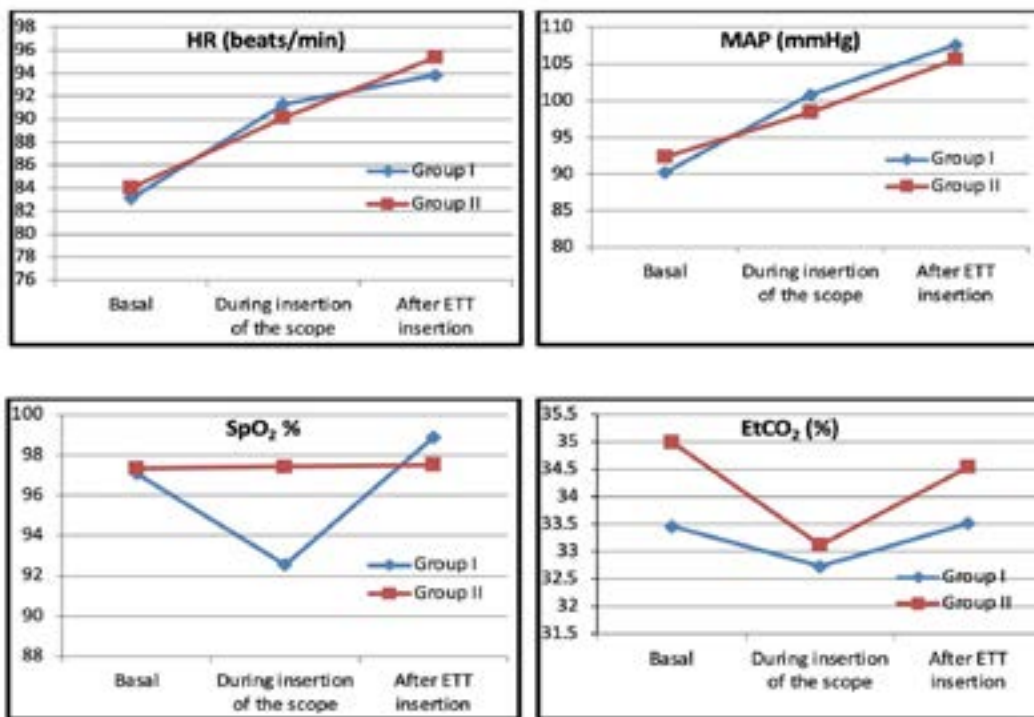 HR (beats/min)
98
96
94
92
90
88
86
84
82
80
78
76
Group I
Group II
Basal
During insertion
of the scope
After ETT
insertion
MAP (mmHg)
110
105
100
95
90
85
80
Group I
Group II
Basal
During insertion
of the scope
After ETT
insertion
SpO₂ %
100
98
96
94
92
90
88
Group I
Group II
Basal
During insertion
of the scope
After ETT
insertion
EtCO₂ (%)
35.5
35
34.5
34
33.5
33
32.5
32
31.5
Group I
Group II
Basal
During insertion
of the scope
After ETT
insertion